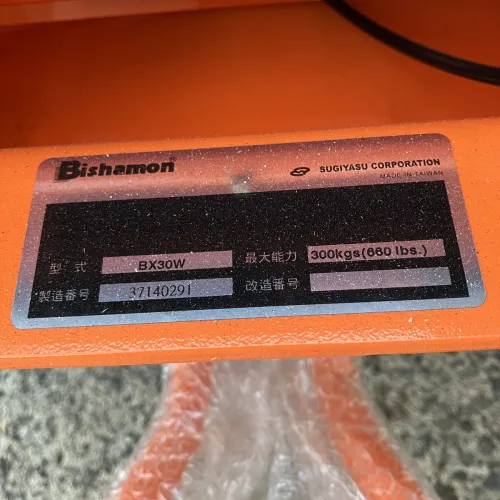 Bishamon
SUGIYASU CORPORATION
MADE IN TAIWAN
型式 BX30W 最大能力 300kgs(660 lbs.)
製造番号 37140291 改造番号